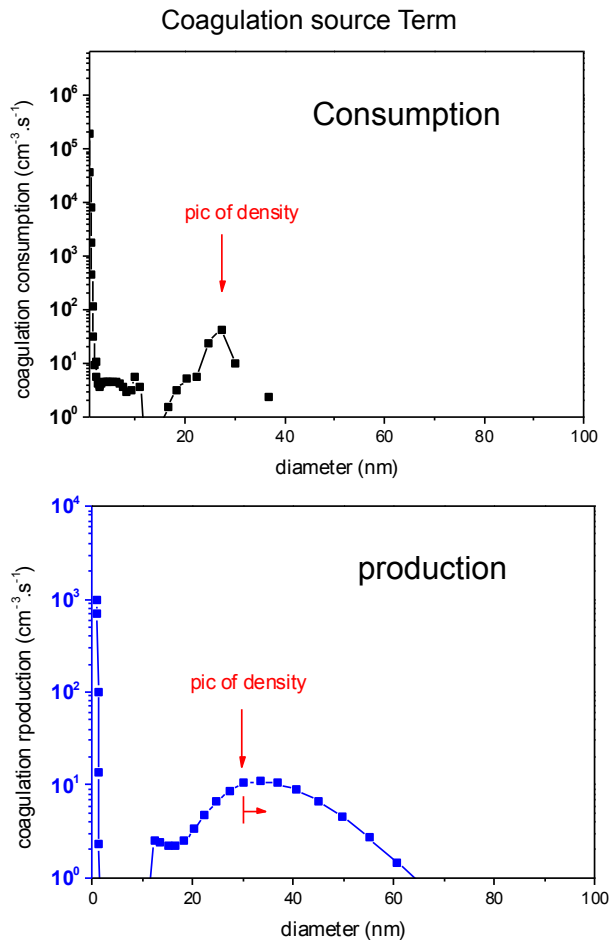 Coagulation source Term
Consumption
coagulation consumption (cm⁻³.s⁻¹)
10⁶
10⁵
10⁴
10³
10²
10¹
10⁰
pic of density
20
40
60
80
100
diameter (nm)
production
coagulation rpoduction (cm⁻³.s⁻¹)
10⁴
10³
10²
10¹
10⁰
pic of density
0
20
40
60
80
100
diameter (nm)